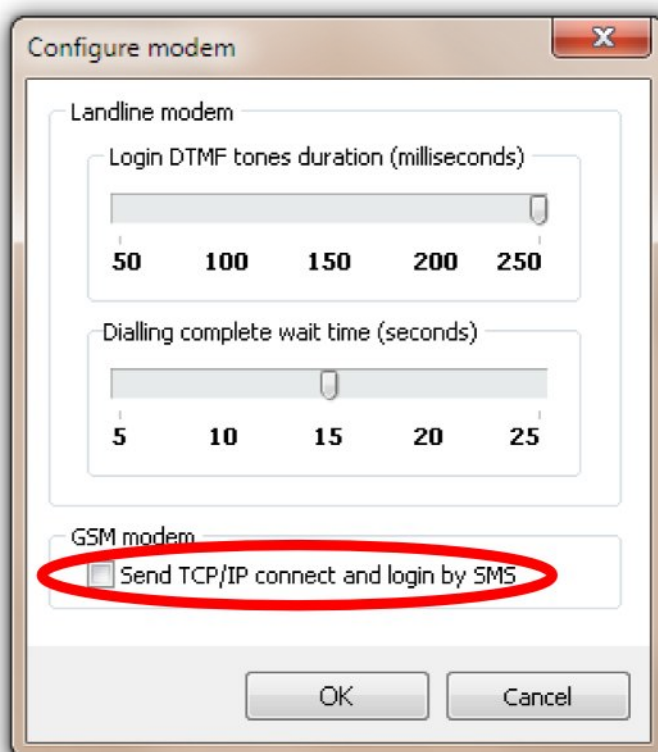 Configure modem
Landline modem
Login DTMF tones duration (milliseconds)
50 100 150 200 250
Dialling complete wait time (seconds)
5 10 15 20 25
GSM modem
Send TCP/IP connect and login by SMS
OK Cancel